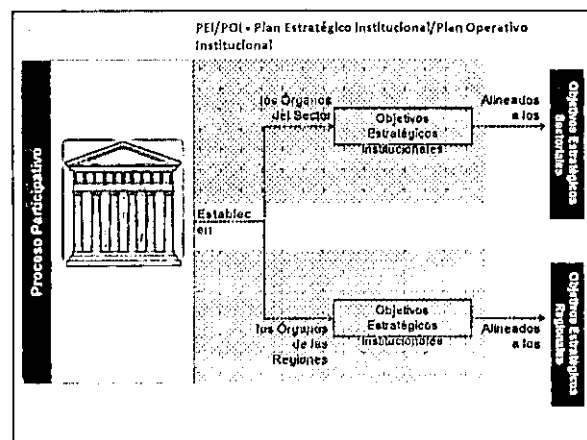 PEI/POI - Plan Estratégico Institucional/Plan Operativo
Institucional
Proceso Participativo
Establec
en
los Órganos
del Sector
Objetivos
Estratégicos
Institucionales
Alineados
a los
Objetivos Estratégicos
Sectoriales
los Órganos
de las
Regiones
Objetivos
Estratégicos
Institucionales
Alineados
a los
Objetivos Estratégicos